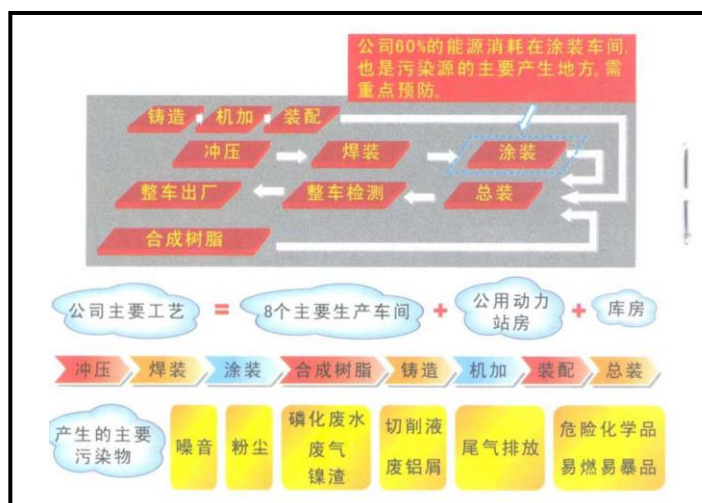 公司60%的能源消耗在涂装车间,
也是污染源的主要产生地方。需
重点预防。
铸造 机加 装配
冲压 焊装 涂装
整车出厂 整车检测 总装
合成树脂
公司主要工艺 = 8个主要生产车间 + 公用动力
站房 + 库房
冲压 焊装 涂装 合成树脂 铸造 机加 装配 总装
产生的主要
污染物
噪音 粉尘
磷化废水
废气
镍渣
切削液
废铝屑
尾气排放
危险化学品
易燃易暴品